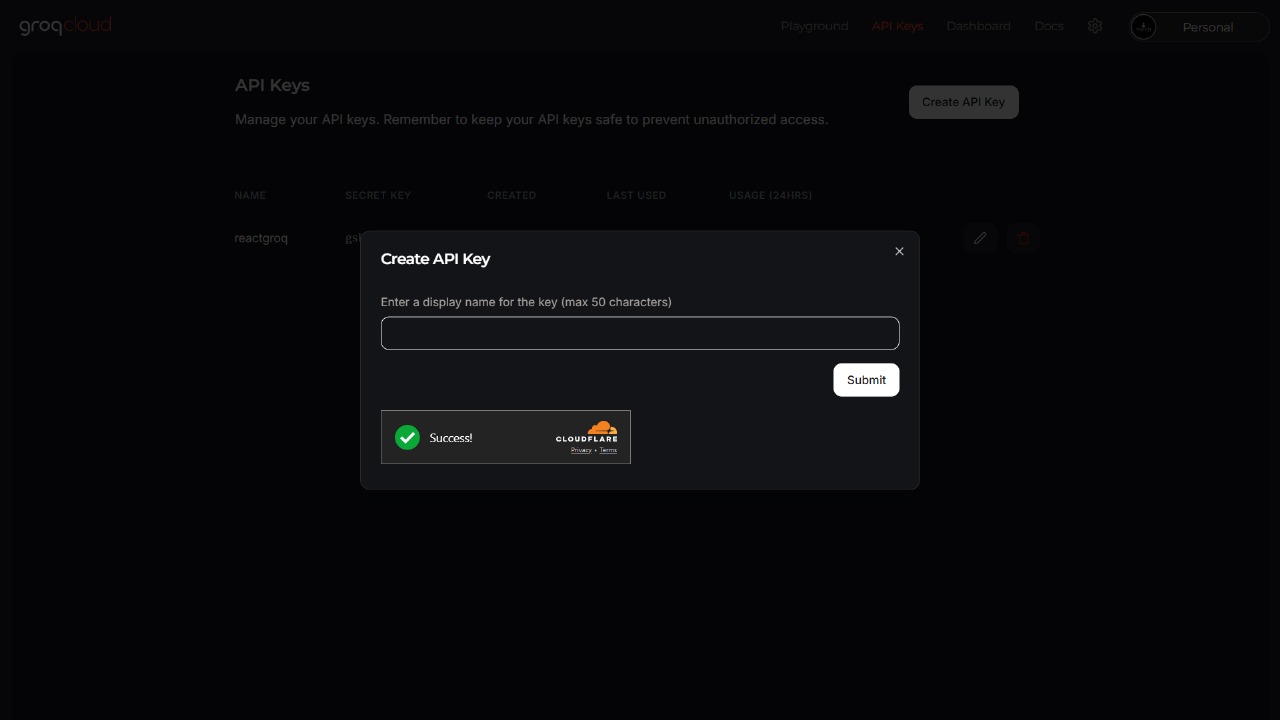 groqcloud
Playground API Keys Dashboard Docs Personal
API Keys
Create API Key
Manage your API keys. Remember to keep your API keys safe to prevent unauthorized access.
NAME SECRET KEY CREATED LAST USED USAGE (24HRS)
reactgroq
Create API Key
Enter a display name for the key (max 50 characters)
Submit
Success!
CLOUDFLARE
Privacy • Terms